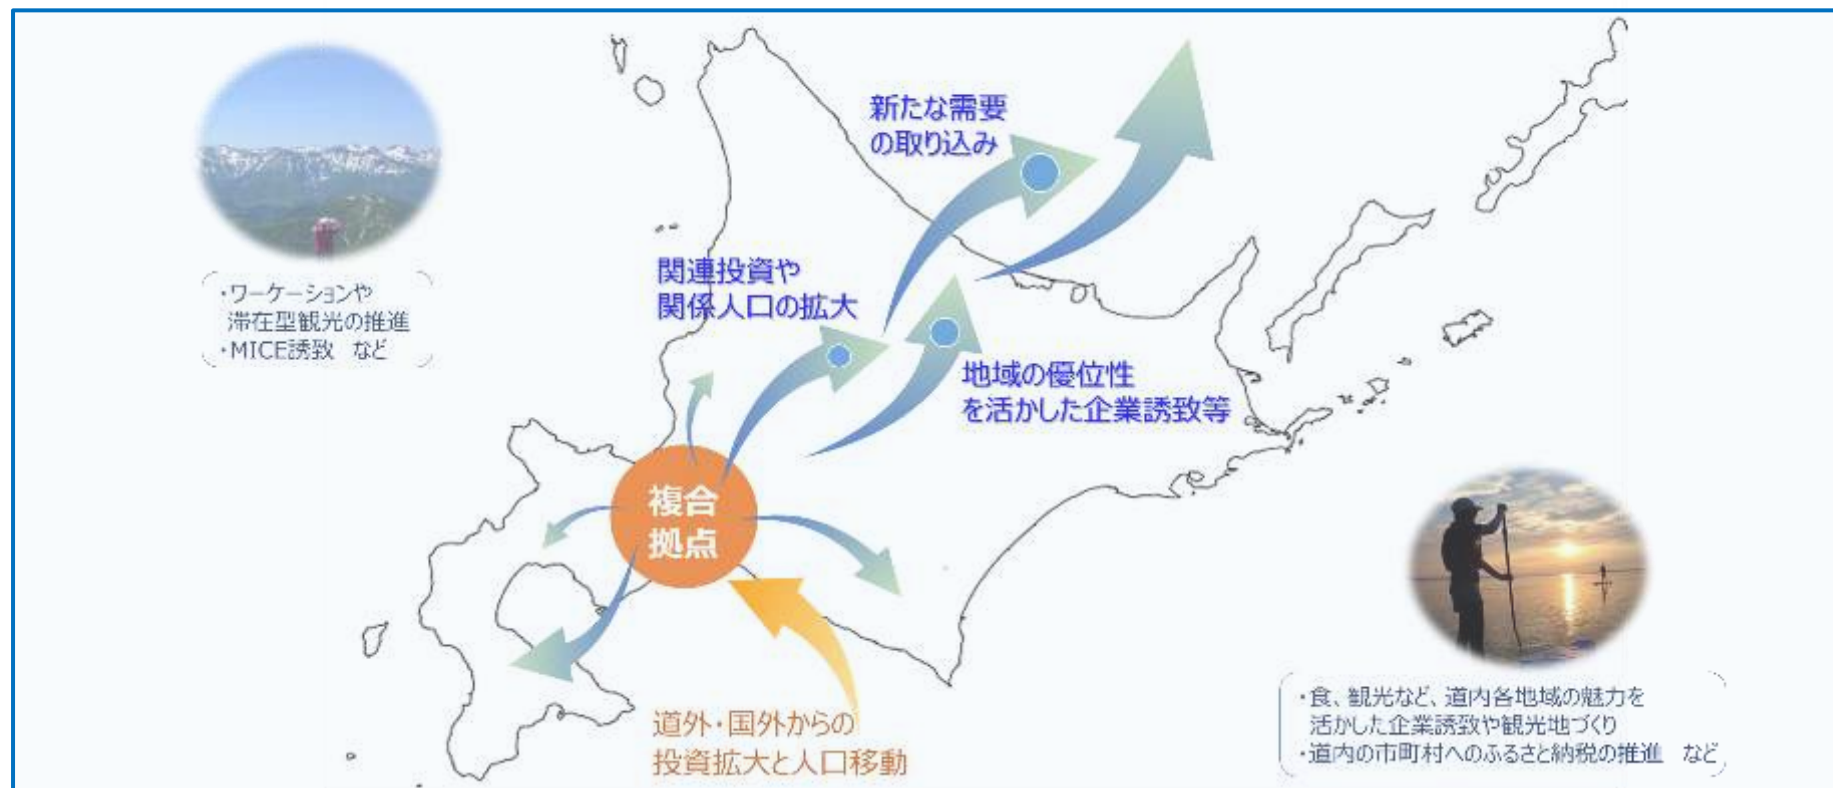 新たな需要
の取り込み
関連投資や
関係人口の拡大
・ワーケーションや
滞在型観光の推進
・MICE誘致　など
地域の優位性
を活かした企業誘致等
複合
拠点
道外・国外からの
投資拡大と人口移動
・食、観光など、道内各地域の魅力を
活かした企業誘致や観光地づくり
・道内の市町村へのふるさと納税の推進　など